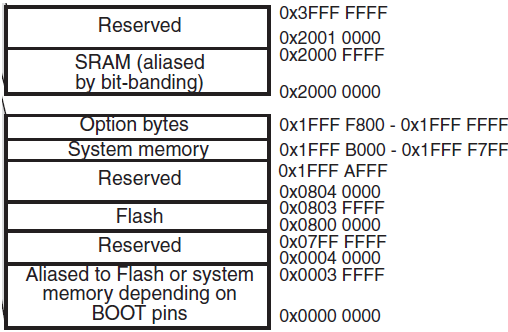 Reserved
0x3FFF FFFF
0x2001 0000
SRAM (aliased
by bit-banding)
0x2000 FFFF
0x2000 0000
Option bytes
0x1FFF F800 - 0x1FFF FFFF
System memory
0x1FFF B000 - 0x1FFF F7FF
Reserved
0x1FFF AFFF
0x0804 0000
Flash
0x0803 FFFF
0x0800 0000
Reserved
0x07FF FFFF
0x0004 0000
Aliased to Flash or system
memory depending on
BOOT pins
0x0003 FFFF
0x0000 0000